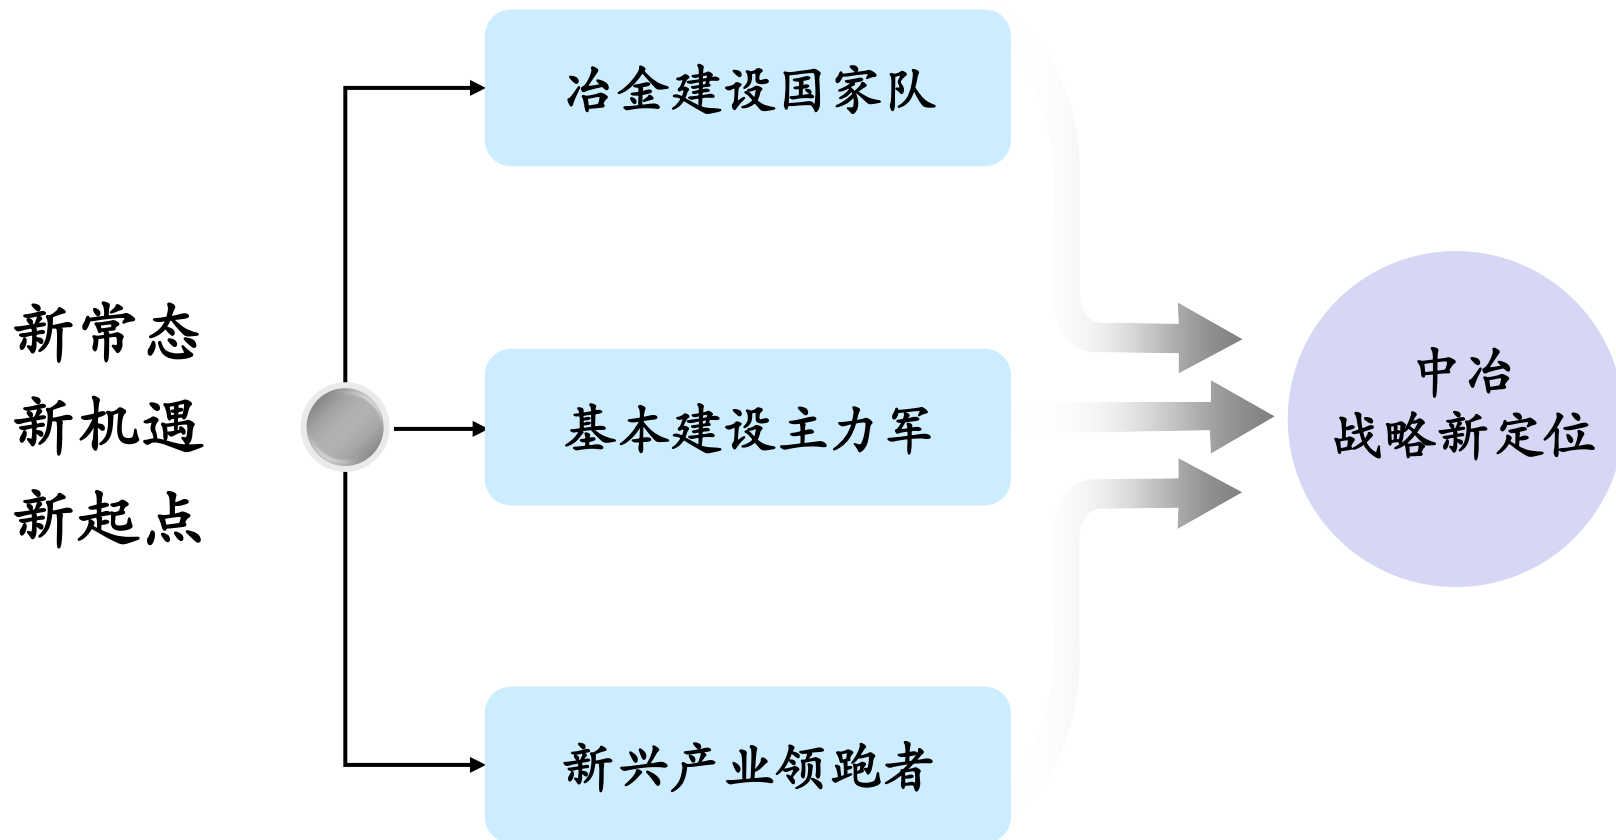 新常态
新机遇
新起点
冶金建设国家队
基本建设主力军
新兴产业领跑者
中冶
战略新定位